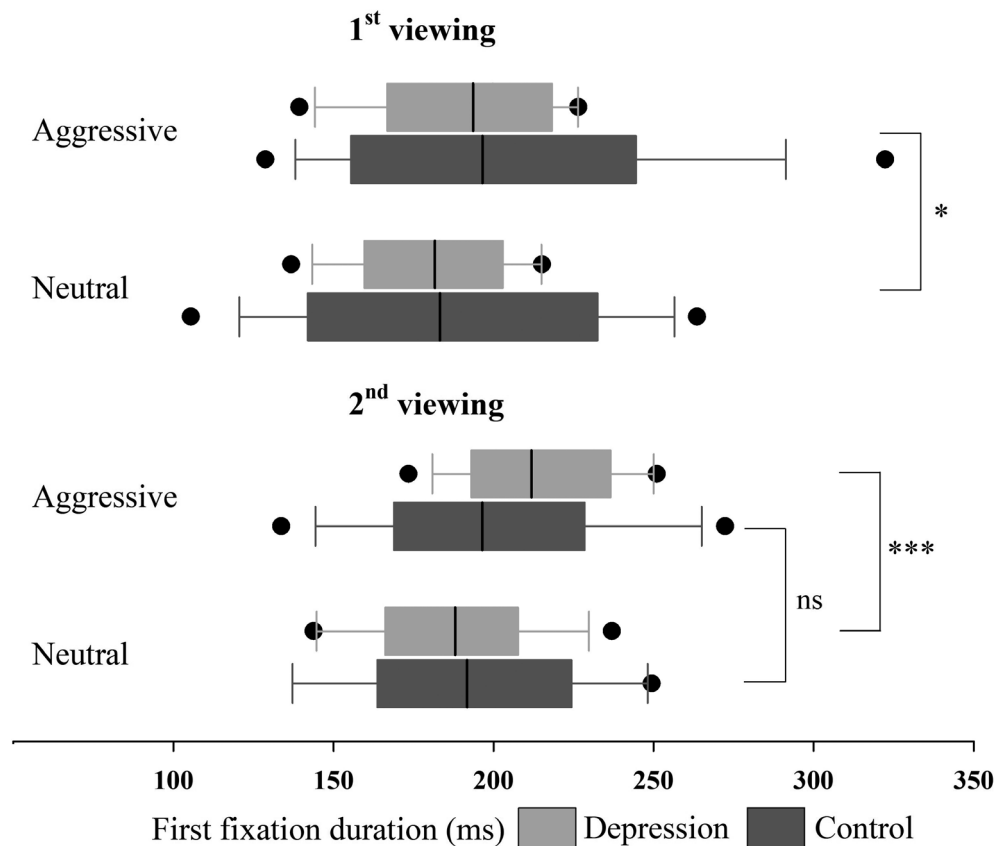 1st viewing
Aggressive
*
Neutral
2nd viewing
Aggressive
***
ns
Neutral
100 150 200 250 300 350
First fixation duration (ms) Depression Control